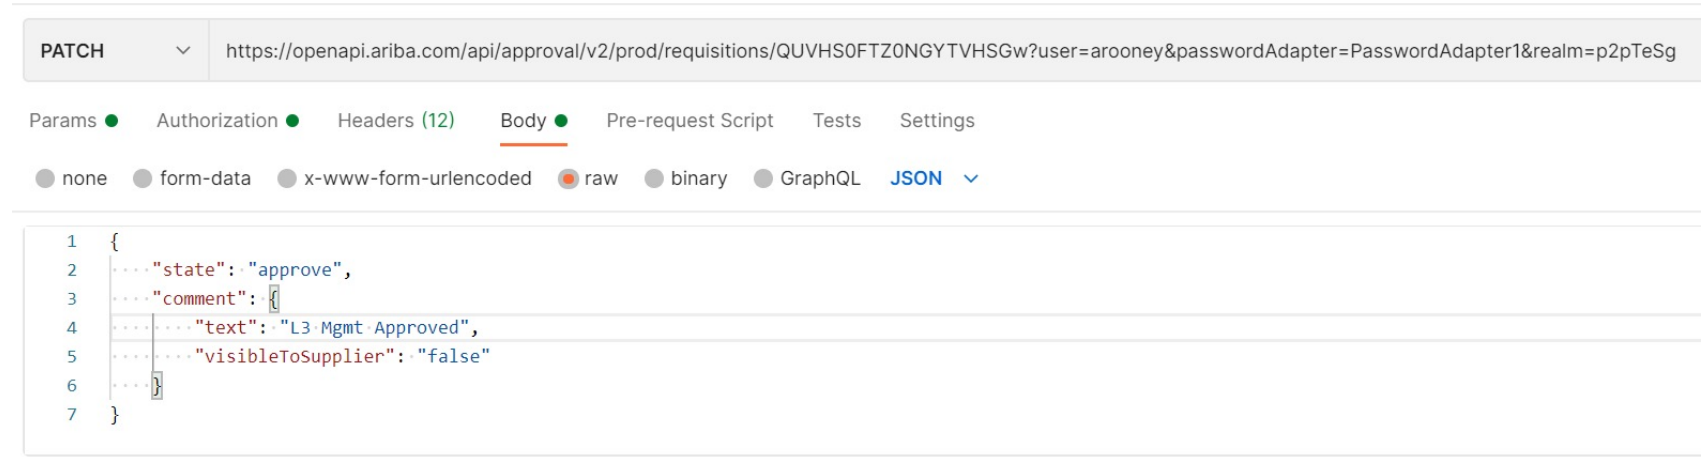 PATCH https://openapi.ariba.com/api/approval/v2/prod/requisitions/QUVHS0FTZ0NGYTVHSGw?user=arooney&passwordAdapter=PasswordAdapter1&realm=p2pTeSg
Params Authorization Headers (12) Body Pre-request Script Tests Settings
none form-data x-www-form-urlencoded raw binary GraphQL JSON
1 {
2 "state": "approve",
3 "comment": {
4 "text": "L3 Mgmt Approved",
5 "visibleToSupplier": "false"
6 }
7 }